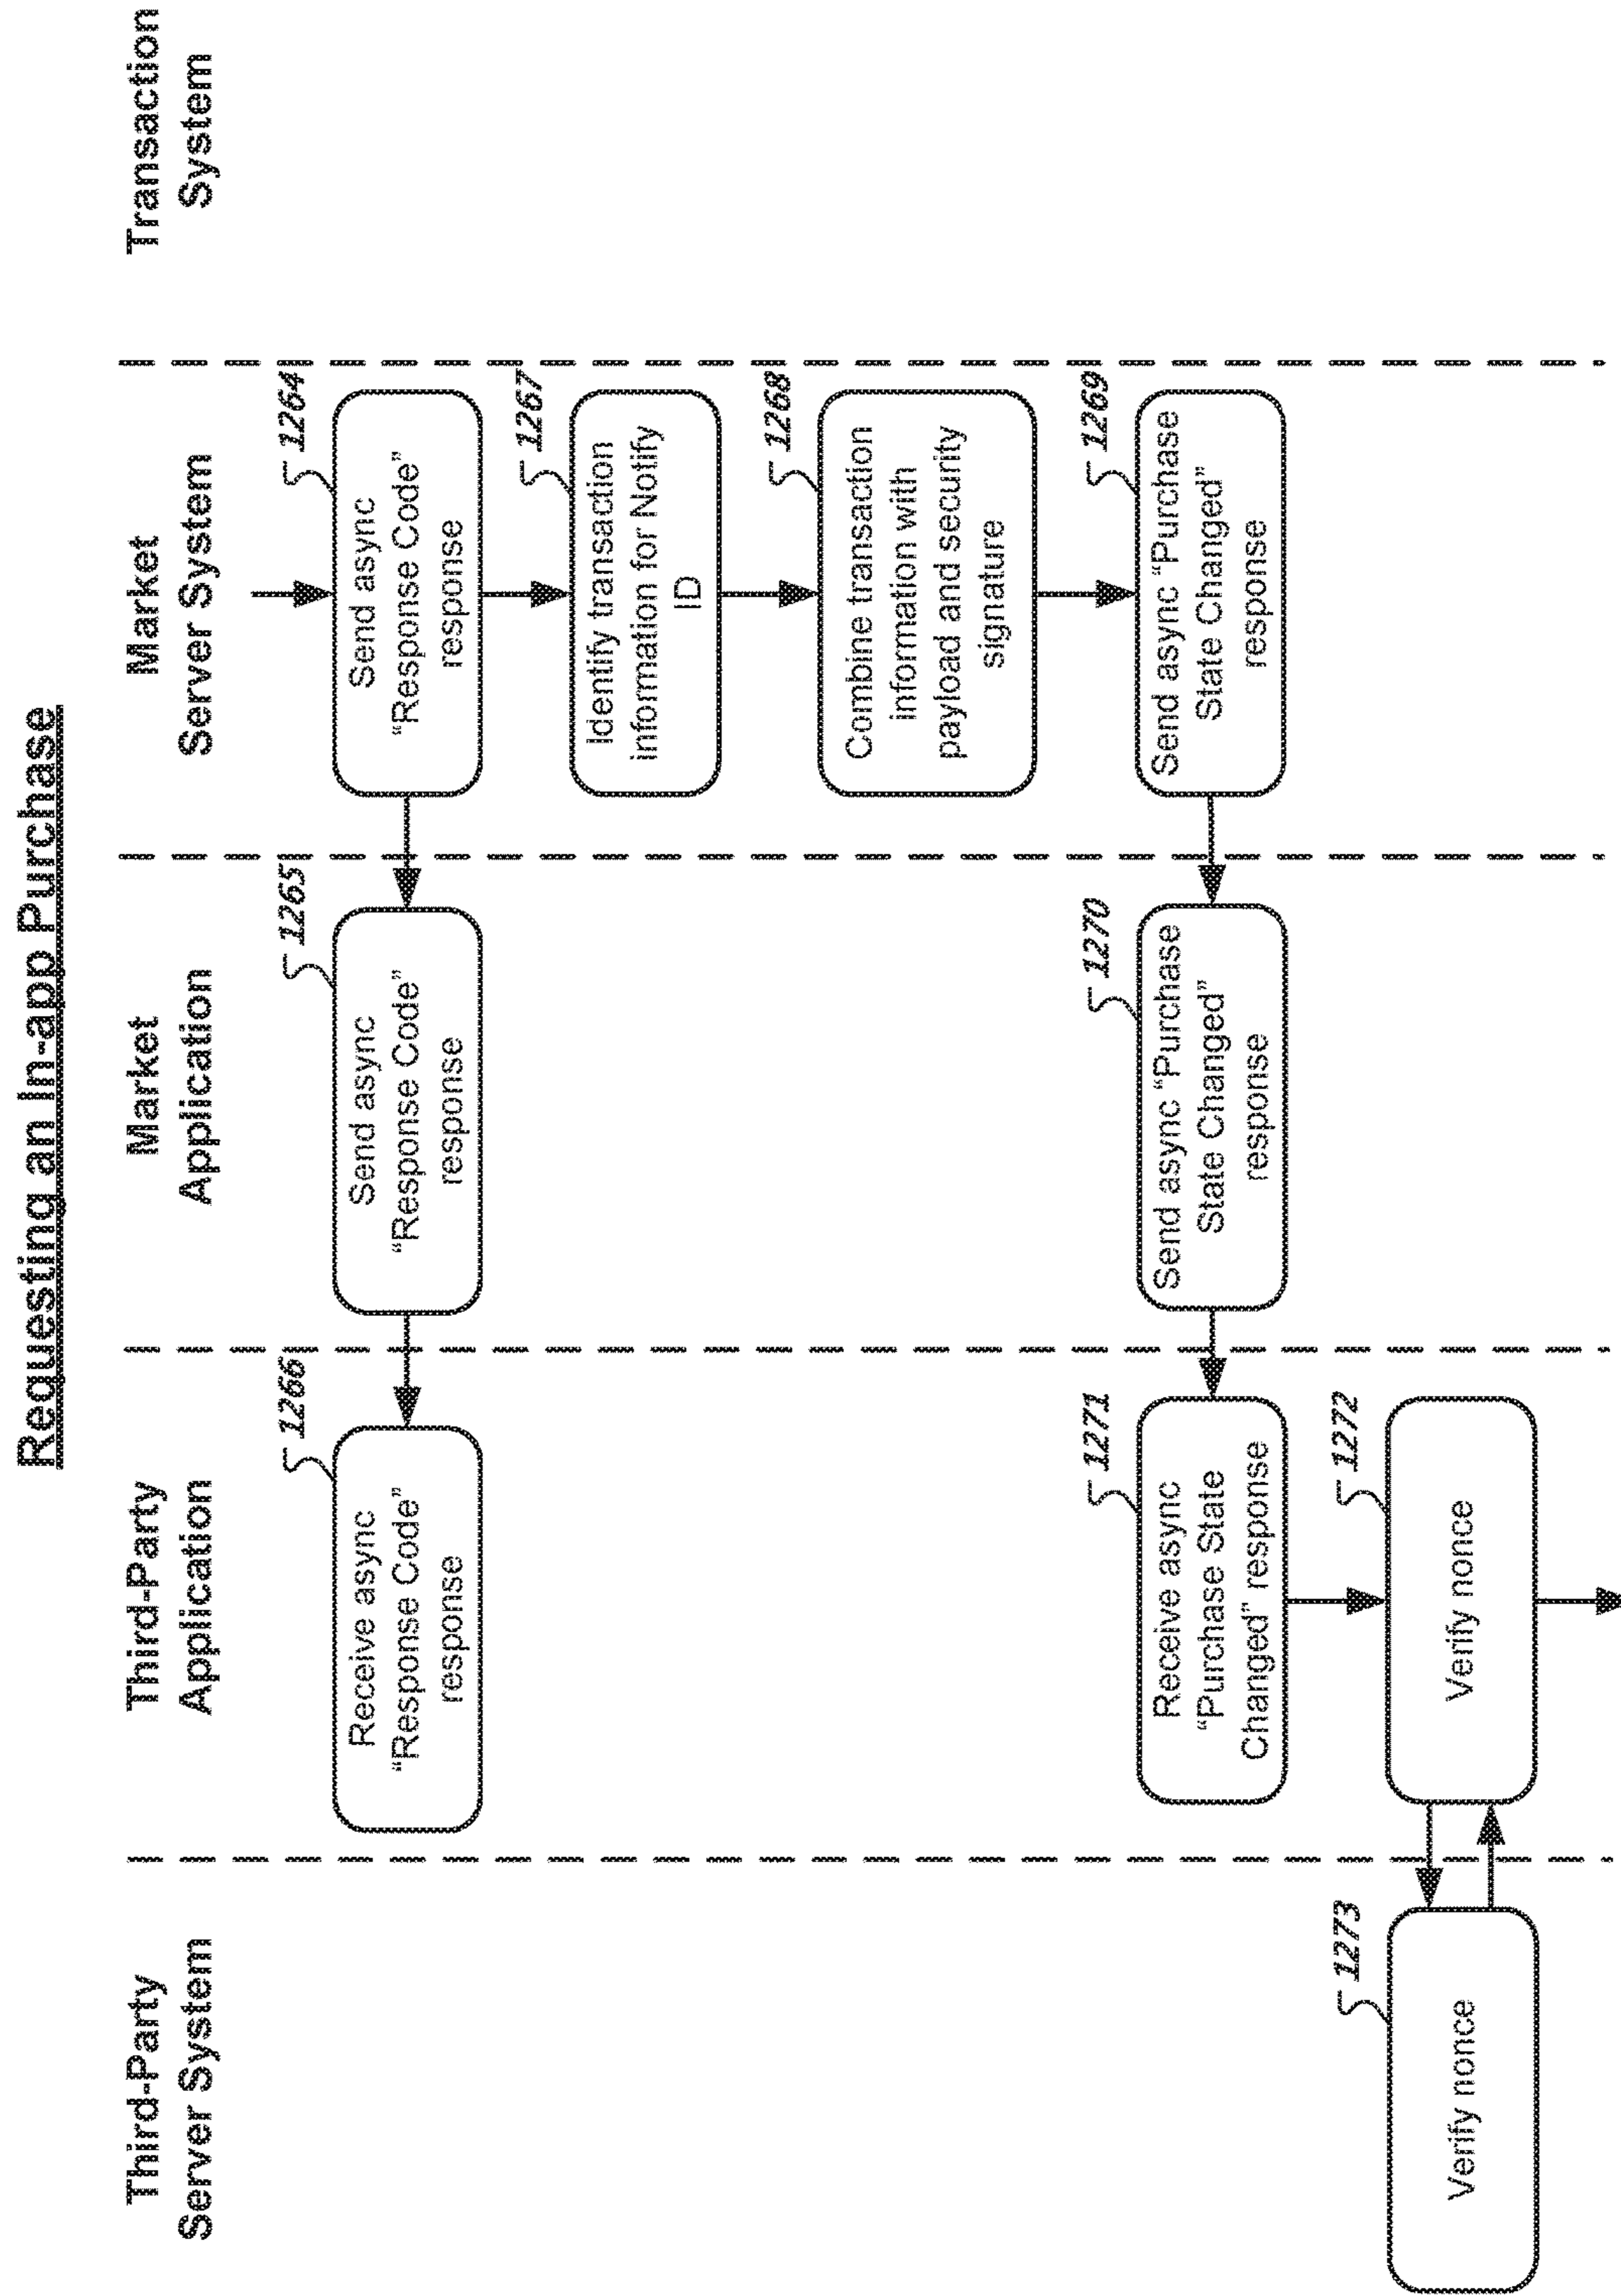 Requesting an In-app Purchase
Third-Party
Server System
Third-Party
Application
Market
Application
Market
Server System
Transaction
System
1266
Receive async
“Response Code”
response
1265
Send async
“Response Code”
response
1264
Send async
“Response Code”
response
1267
Identify transaction
information for Notify
ID
1268
Combine transaction
information with
payload and security
signature
1271
Receive async
“Purchase State
Changed” response
1270
Send async “Purchase
State Changed”
response
1269
Send async “Purchase
State Changed”
response
1273
Verify nonce
1272
Verify nonce